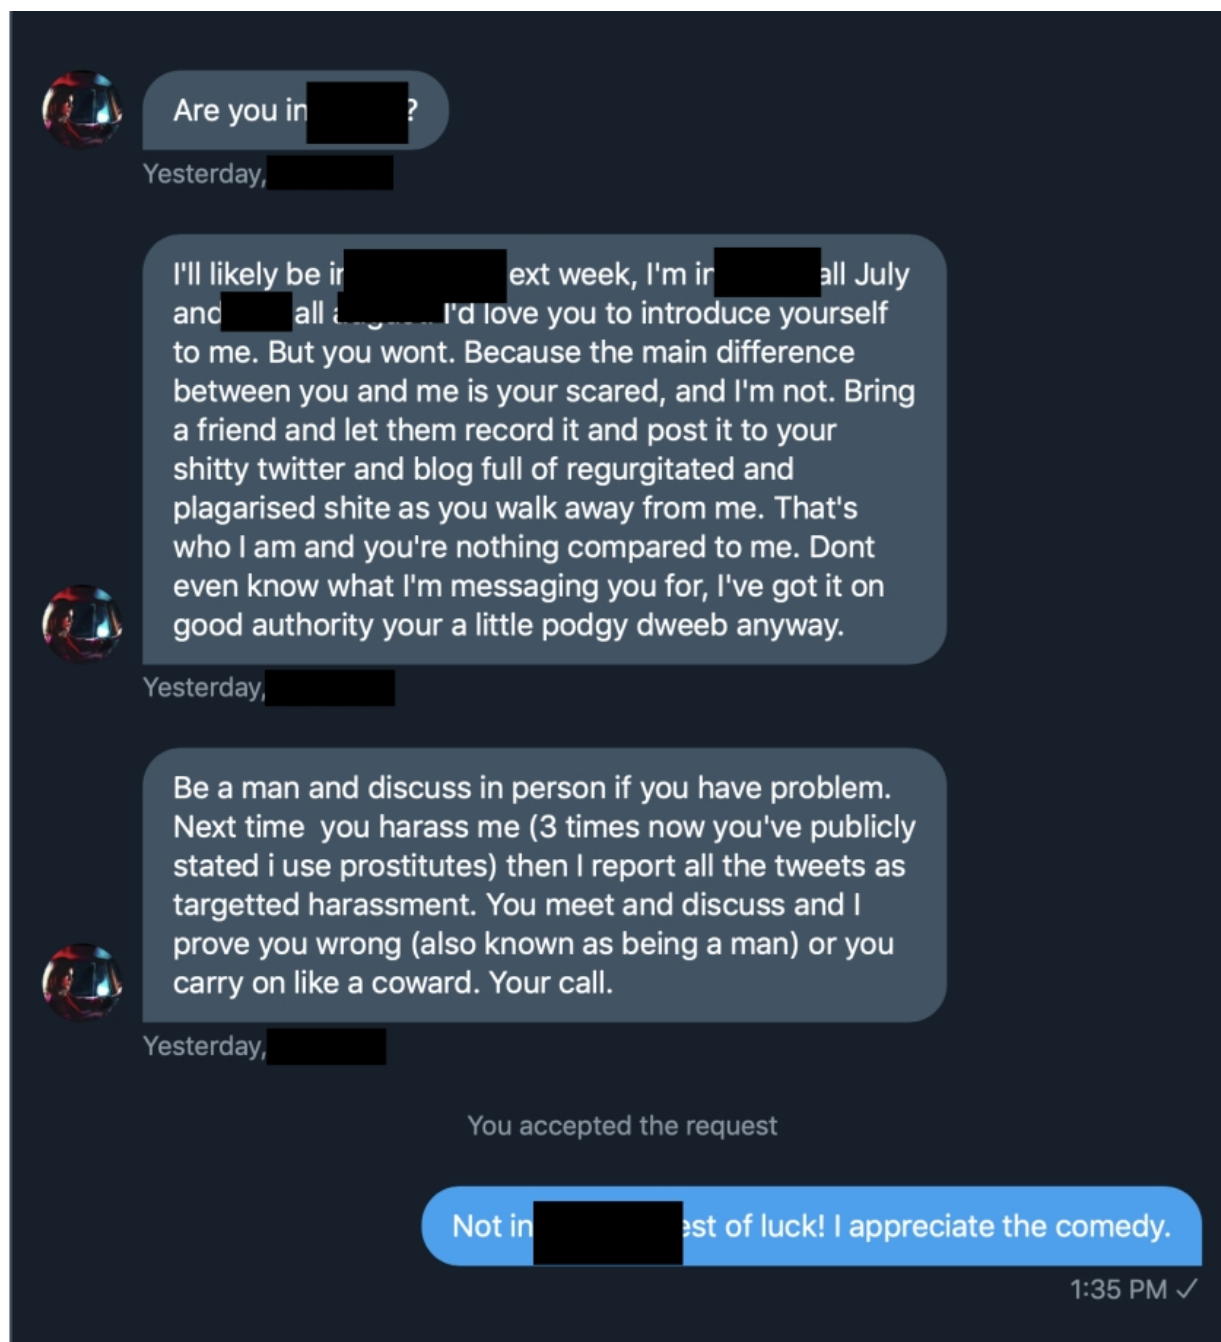 Are you in ?
Yesterday,
I'll likely be in ext week, I'm in all July
and all I'd love you to introduce yourself
to me. But you wont. Because the main difference
between you and me is your scared, and I'm not. Bring
a friend and let them record it and post it to your
shitty twitter and blog full of regurgitated and
plagarised shite as you walk away from me. That's
who I am and you're nothing compared to me. Dont
even know what I'm messaging you for, I've got it on
good authority your a little podgy dweeb anyway.
Yesterday,
Be a man and discuss in person if you have problem.
Next time  you harass me (3 times now you've publicly
stated i use prostitutes) then I report all the tweets as
targetted harassment. You meet and discuss and I
prove you wrong (also known as being a man) or you
carry on like a coward. Your call.
Yesterday,
You accepted the request
Not in est of luck! I appreciate the comedy.
1:35 PM ✓